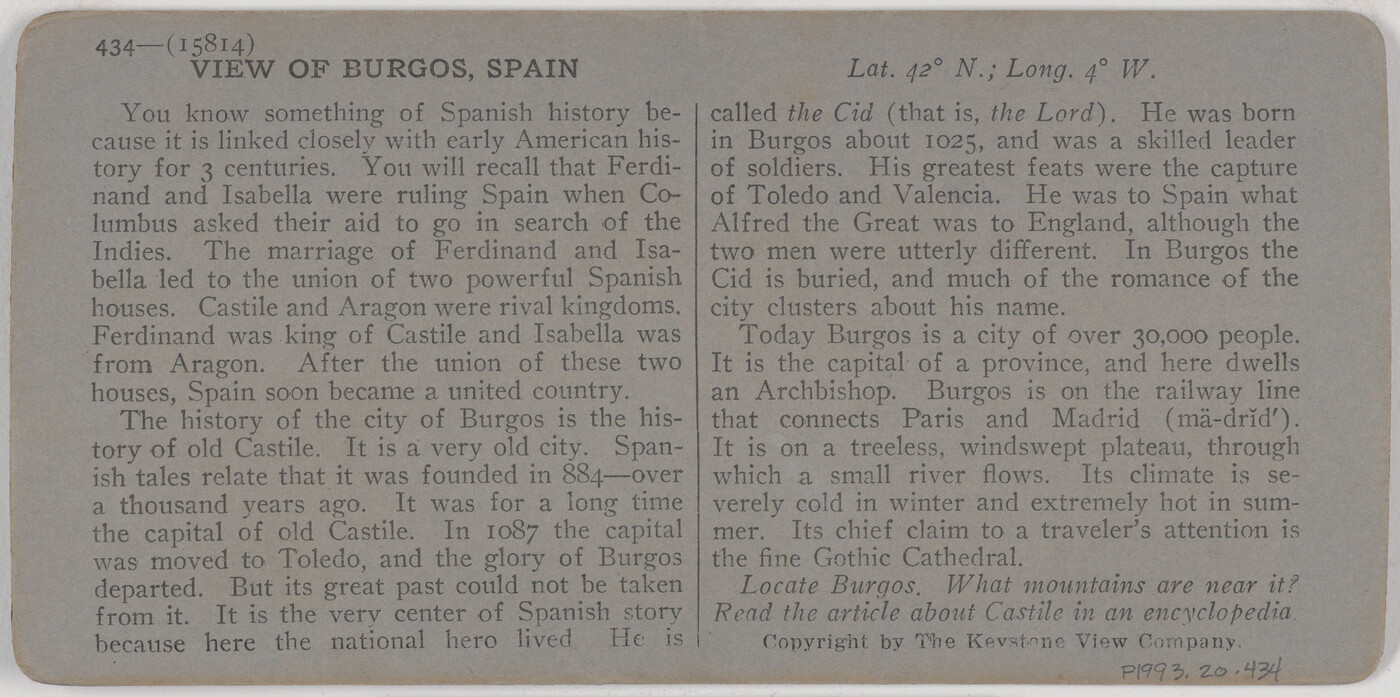 434—(15814)
VIEW OF BURGOS, SPAIN
Lat. 42° N.; Long. 4° W.
You know something of Spanish history be-
cause it is linked closely with early American his-
tory for 3 centuries. You will recall that Ferdi-
nand and Isabella were ruling Spain when Co-
lumbus asked their aid to go in search of the
Indies. The marriage of Ferdinand and Isa-
bella led to the union of two powerful Spanish
houses. Castile and Aragon were rival kingdoms.
Ferdinand was king of Castile and Isabella was
from Aragon. After the union of these two
houses, Spain soon became a united country.
The history of the city of Burgos is the his-
tory of old Castile. It is a very old city. Span-
ish tales relate that it was founded in 884—over
a thousand years ago. It was for a long time
the capital of old Castile. In 1087 the capital
was moved to Toledo, and the glory of Burgos
departed. But its great past could not be taken
from it. It is the very center of Spanish story
because here the national hero lived He is
called the Cid (that is, the Lord). He was born
in Burgos about 1025, and was a skilled leader
of soldiers. His greatest feats were the capture
of Toledo and Valencia. He was to Spain what
Alfred the Great was to England, although the
two men were utterly different. In Burgos the
Cid is buried, and much of the romance of the
city clusters about his name.
Today Burgos is a city of over 30,000 people.
It is the capital of a province, and here dwells
an Archbishop. Burgos is on the railway line
that connects Paris and Madrid (mä-drĭd′).
It is on a treeless, windswept plateau, through
which a small river flows. Its climate is se-
verely cold in winter and extremely hot in sum-
mer. Its chief claim to a traveler's attention is
the fine Gothic Cathedral.
Locate Burgos. What mountains are near it?
Read the article about Castile in an encyclopedia.
Copyright by The Keystone View Company.
P1993.20.434